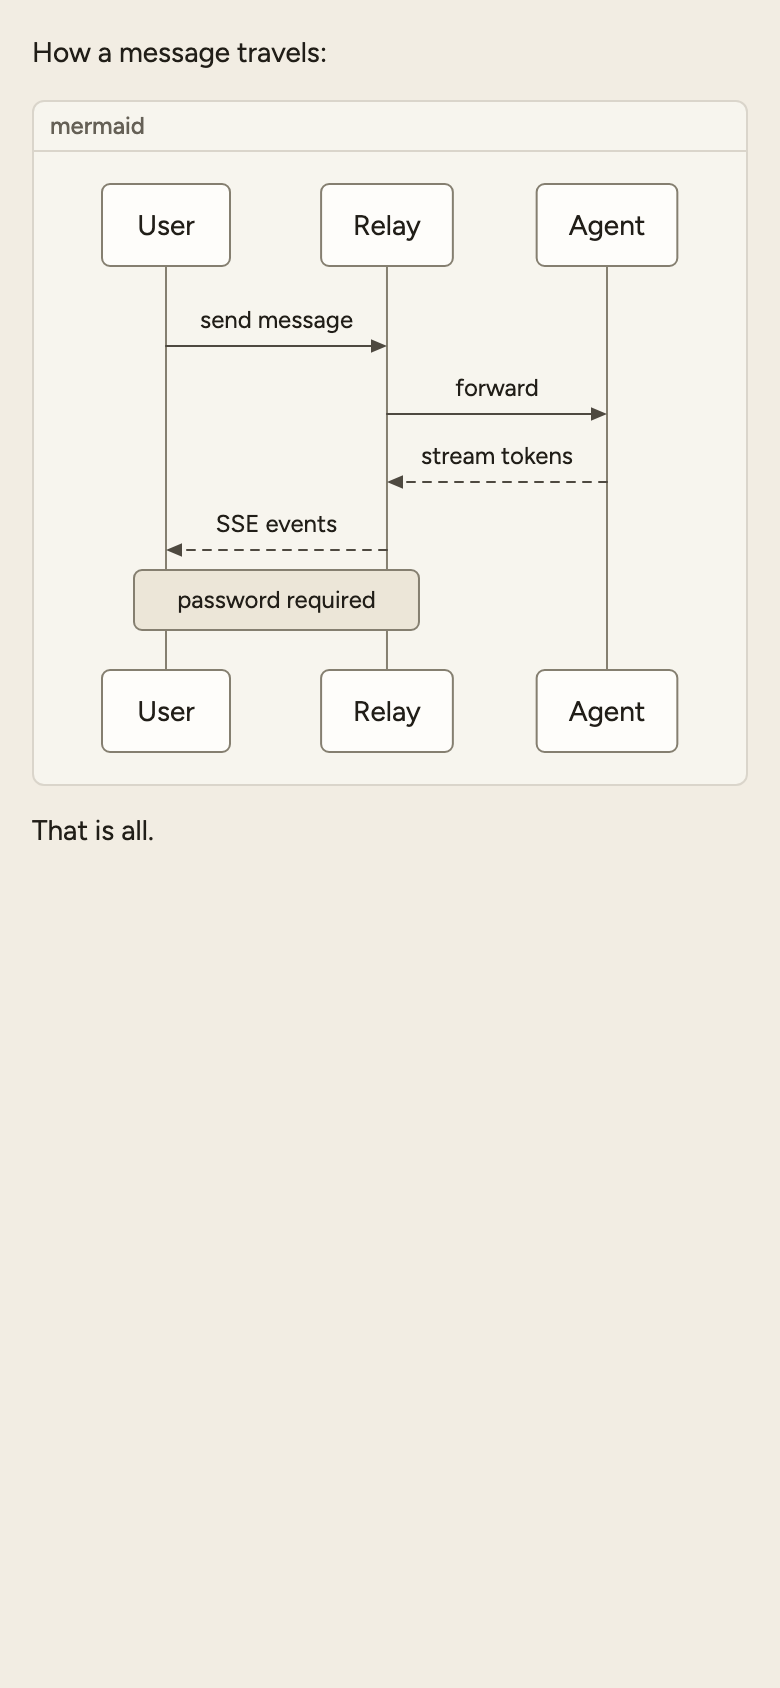 How a message travels:
mermaid
User Relay Agent
send message
forward
stream tokens
SSE events
password required
User Relay Agent
That is all.